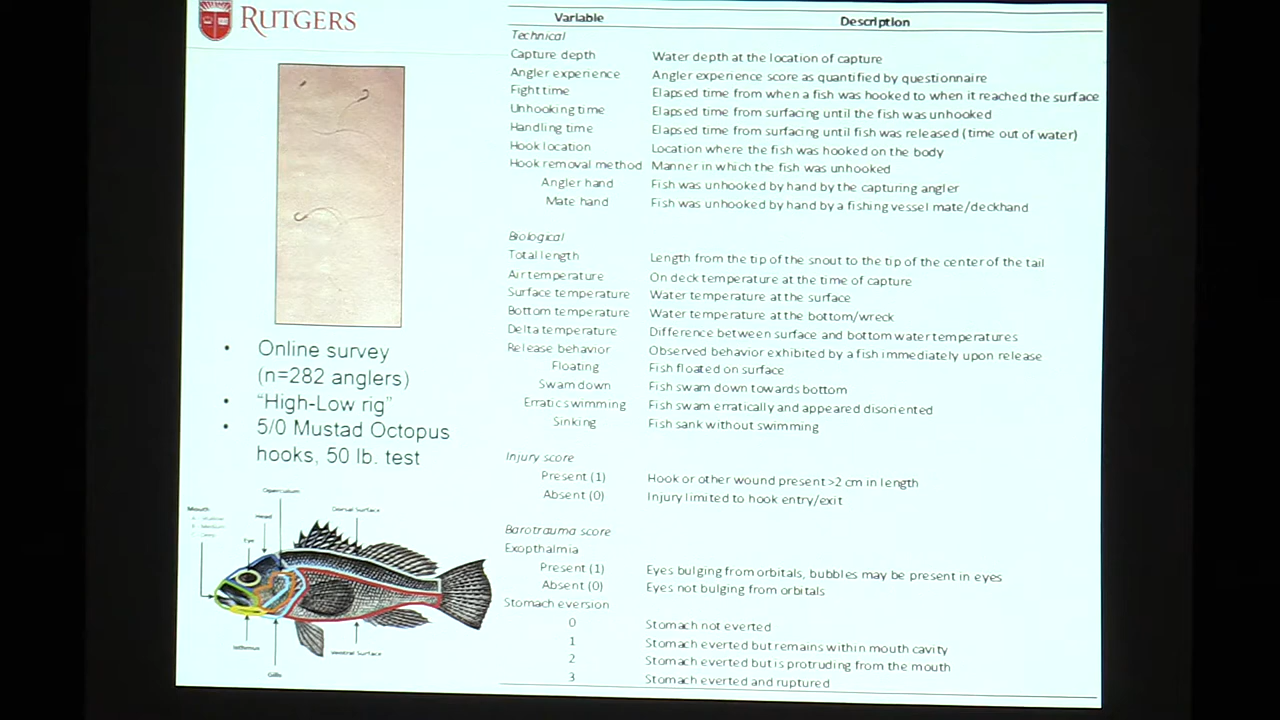 RUTGERS
• Online survey
(n=282 anglers)
• “High-Low rig”
• 5/0 Mustad Octopus
hooks, 50 lb. test
Operculum
Mouth
Head
Dorsal Surface
Eye
Isthmus
Ventral Surface
Gills
Variable Description
Technical
Capture depth Water depth at the location of capture
Angler experience Angler experience score as quantified by questionnaire
Fight time Elapsed time from when a fish was hooked to when it reached the surface
Unhooking time Elapsed time from surfacing until the fish was unhooked
Handling time Elapsed time from surfacing until fish was released (time out of water)
Hook location Location where the fish was hooked on the body
Hook removal method Manner in which the fish was unhooked
Angler hand Fish was unhooked by hand by the capturing angler
Mate hand Fish was unhooked by hand by a fishing vessel mate/deckhand
Biological
Total length Length from the tip of the snout to the tip of the center of the tail
Air temperature On deck temperature at the time of capture
Surface temperature Water temperature at the surface
Bottom temperature Water temperature at the bottom/wreck
Delta temperature Difference between surface and bottom water temperatures
Release behavior Observed behavior exhibited by a fish immediately upon release
Floating Fish floated on surface
Swam down Fish swam down towards bottom
Erratic swimming Fish swam erratically and appeared disoriented
Sinking Fish sank without swimming
Injury score
Present (1) Hook or other wound present >2 cm in length
Absent (0) Injury limited to hook entry/exit
Barotrauma score
Exopthalmia
Present (1) Eyes bulging from orbitals, bubbles may be present in eyes
Absent (0) Eyes not bulging from orbitals
Stomach eversion
0 Stomach not everted
1 Stomach everted but remains within mouth cavity
2 Stomach everted but is protruding from the mouth
3 Stomach everted and ruptured